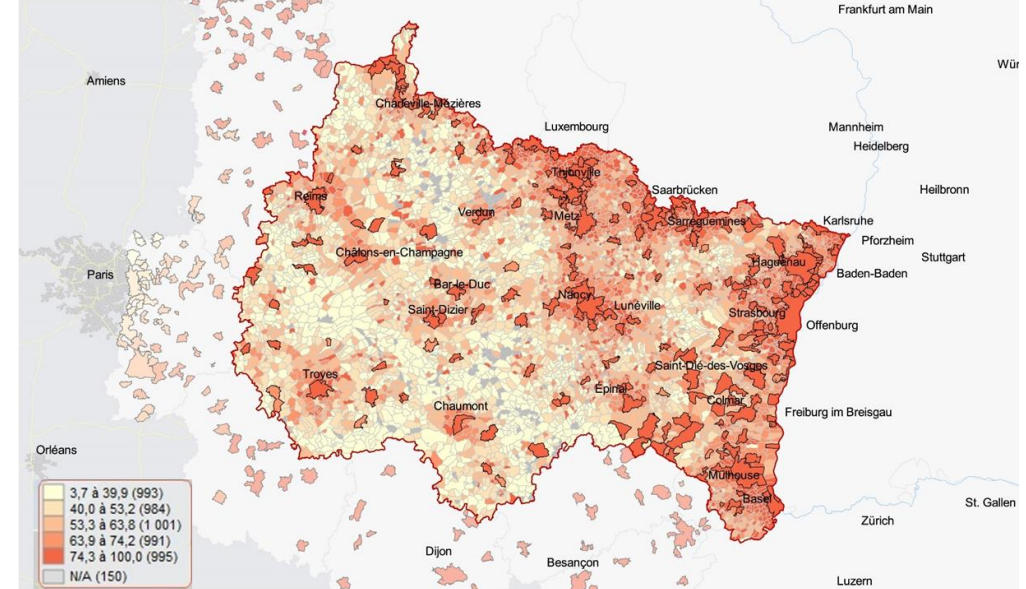 Frankfurt am Main
Wür
Amiens
Charleville-Mézières
Luxembourg
Mannheim
Heidelberg
Thionville
Saarbrücken
Heilbronn
Reims
Verdun
Metz
Sarreguemines
Karlsruhe
Pforzheim
Châlons-en-Champagne
Haguenau
Stuttgart
Paris
Baden-Baden
Bar-le-Duc
Nancy
Lunéville
Saint-Dizier
Strasbourg
Offenburg
Troyes
Saint-Dié-des-Vosges
Épinal
Chaumont
Colmar
Freiburg im Breisgau
Orléans
Mulhouse
Basel
St. Gallen
Zürich
Dijon
Besançon
Luzern
3,7 à 39,9 (993)
40,0 à 53,2 (984)
53,3 à 63,8 (1 001)
63,9 à 74,2 (991)
74,3 à 100,0 (995)
N/A (150)